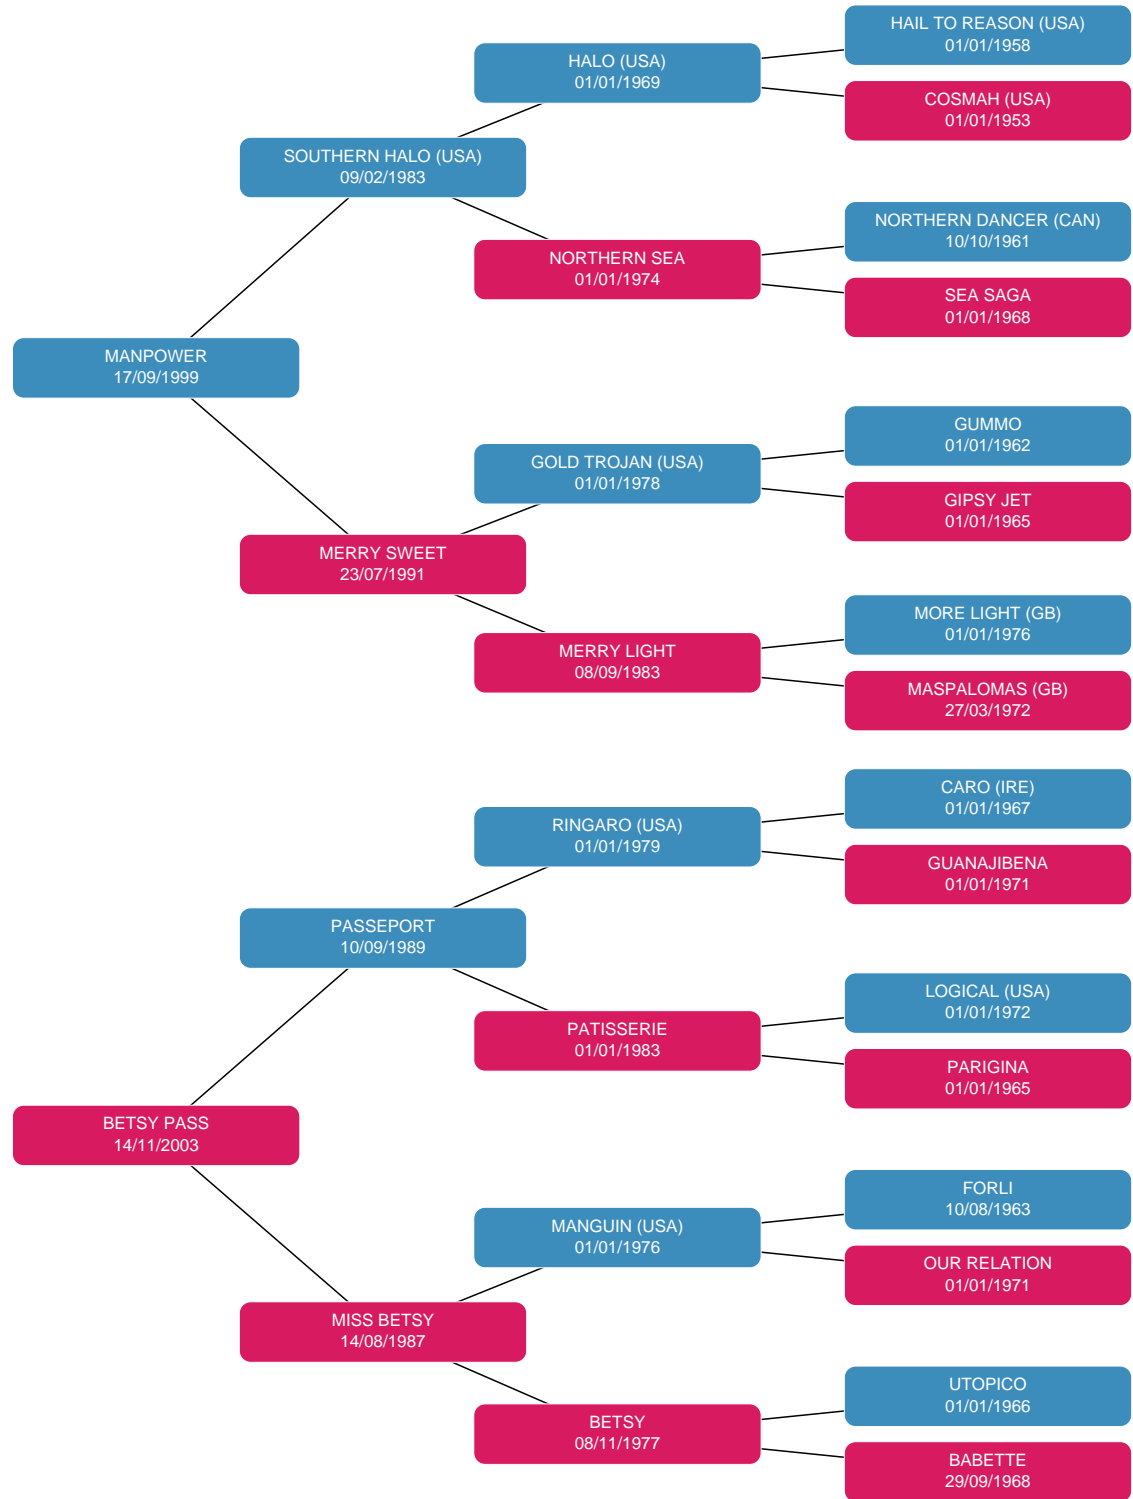 HAIL TO REASON (USA)
01/01/1958
HALO (USA)
01/01/1969
COSMAH (USA)
01/01/1953
SOUTHERN HALO (USA)
09/02/1983
NORTHERN DANCER (CAN)
10/10/1961
NORTHERN SEA
01/01/1974
SEA SAGA
01/01/1968
MANPOWER
17/09/1999
GUMMO
01/01/1962
GOLD TROJAN (USA)
01/01/1978
GIPSY JET
01/01/1965
MERRY SWEET
23/07/1991
MORE LIGHT (GB)
01/01/1976
MERRY LIGHT
08/09/1983
MASPALOMAS (GB)
27/03/1972
CARO (IRE)
01/01/1967
RINGARO (USA)
01/01/1979
GUANAJIBENA
01/01/1971
PASSEPORT
10/09/1989
LOGICAL (USA)
01/01/1972
PATISSERIE
01/01/1983
PARIGINA
01/01/1965
BETSY PASS
14/11/2003
FORLI
10/08/1963
MANGUIN (USA)
01/01/1976
OUR RELATION
01/01/1971
MISS BETSY
14/08/1987
UTOPICO
01/01/1966
BETSY
08/11/1977
BABETTE
29/09/1968